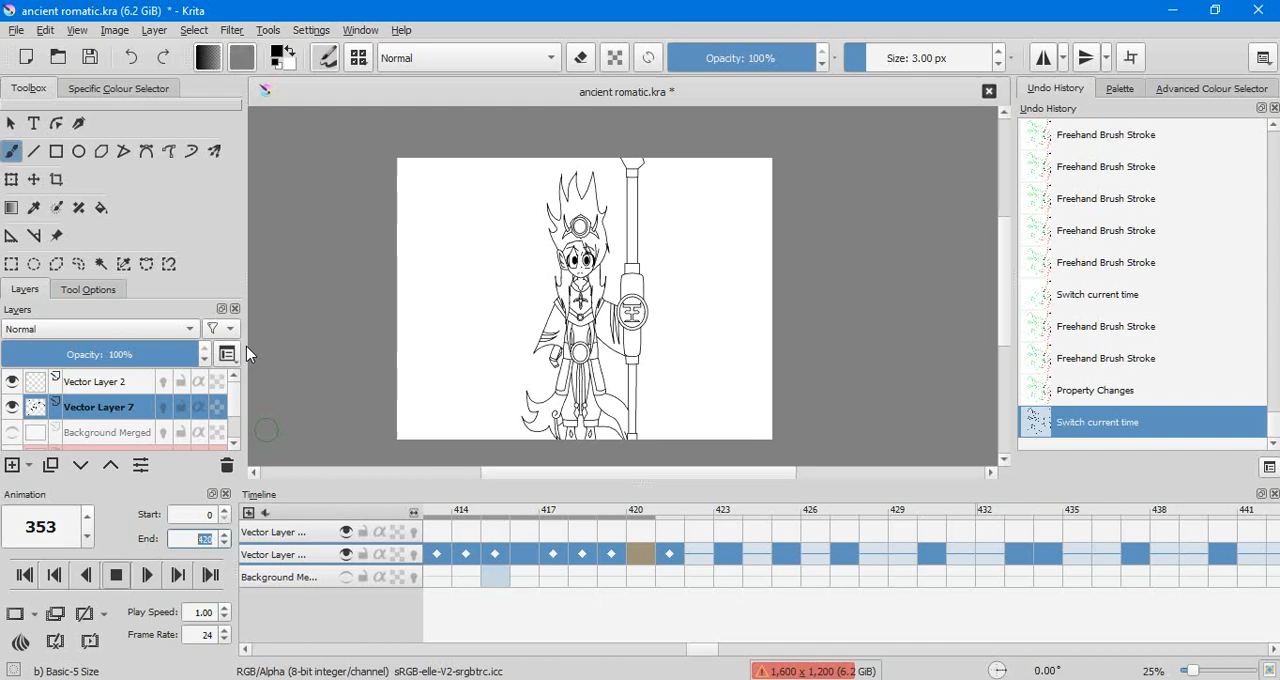 ancient romatic.kra (6.2 GiB) * - Krita
File Edit View Image Layer Select Filter Tools Settings Window Help
Normal Opacity: 100% Size: 3.00 px
Toolbox Specific Colour Selector
ancient romatic.kra *
Undo History Palette Advanced Colour Selector
Undo History
Freehand Brush Stroke
Freehand Brush Stroke
Freehand Brush Stroke
Freehand Brush Stroke
Freehand Brush Stroke
Switch current time
Freehand Brush Stroke
Freehand Brush Stroke
Property Changes
Switch current time
Layers Tool Options
Layers
Normal
Opacity: 100%
Vector Layer 2
Vector Layer 7
Background Merged
Animation
353
Start: 0
End: 420
Play Speed: 1.00
Frame Rate: 24
Timeline
414 417 420 423 426 429 432 435 438 441
Vector Layer ...
Vector Layer ...
Background Me...
b) Basic-5 Size
RGB/Alpha (8-bit integer/channel) sRGB-elle-V2-srgbtrc.icc
1,600 x 1,200 (6.2 GiB)
0.00°
25%